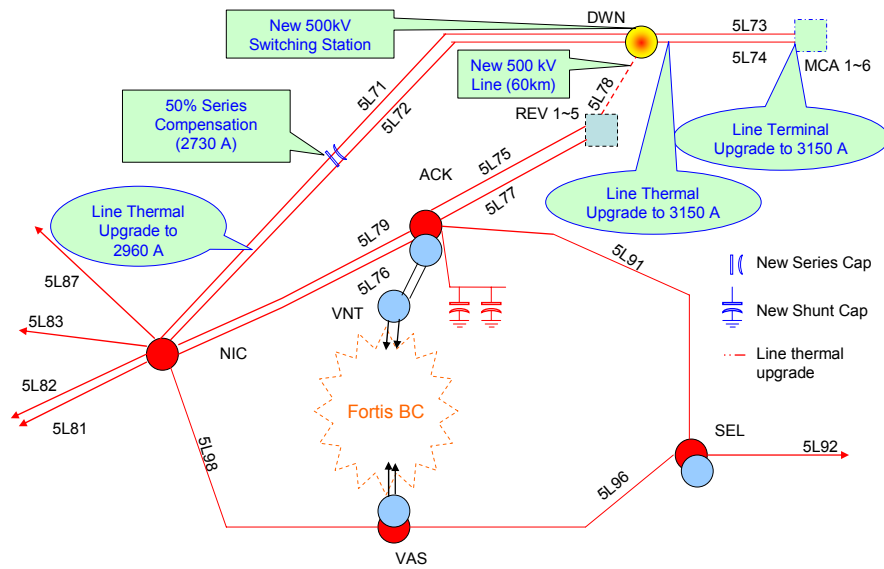 DWN
New 500kV
Switching Station
5L73
5L74
MCA 1~6
New 500 kV
Line (60km)
5L78
5L71
5L72
50% Series
Compensation
(2730 A)
REV 1~5
Line Terminal
Upgrade to 3150 A
5L75
5L77
ACK
Line Thermal
Upgrade to 3150 A
Line Thermal
Upgrade to
2960 A
5L79
5L76
5L91
5L87
New Series Cap
5L83
VNT
New Shunt Cap
NIC
Line thermal
upgrade
5L82
5L81
Fortis BC
SEL
5L92
5L98
5L96
VAS